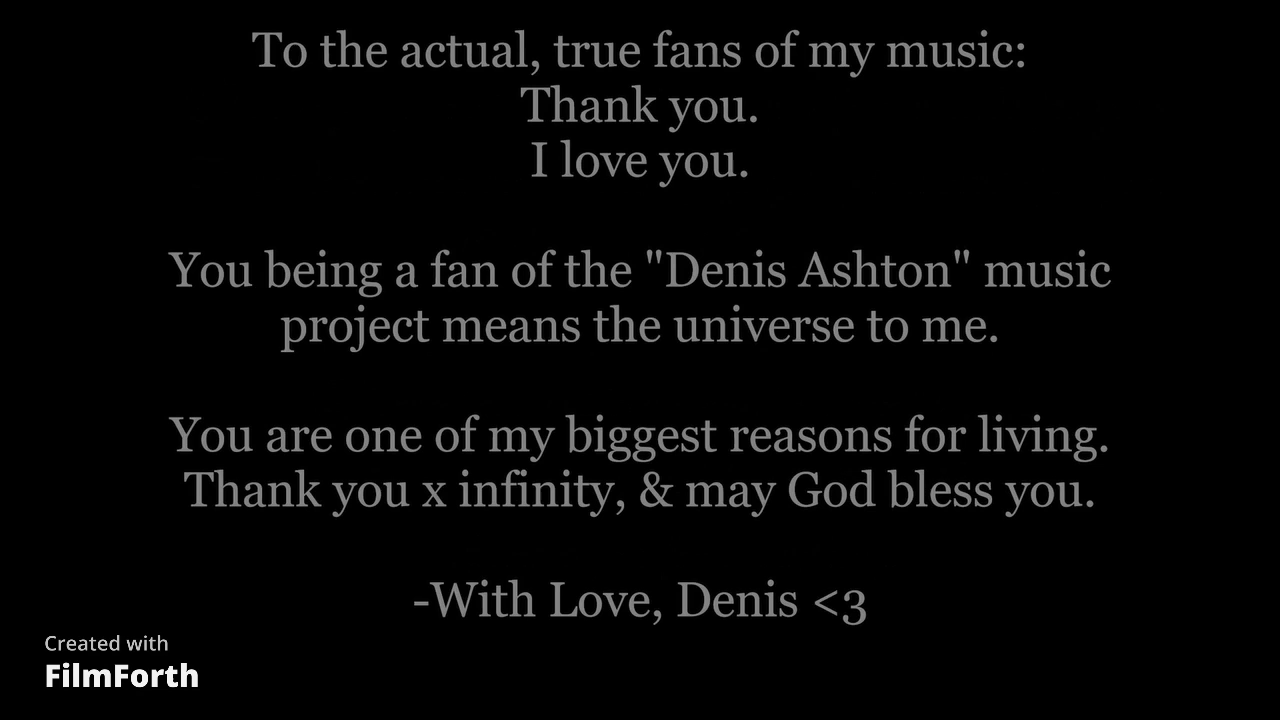 To the actual, true fans of my music:
Thank you.
I love you.
You being a fan of the "Denis Ashton" music
project means the universe to me.
You are one of my biggest reasons for living.
Thank you x infinity, & may God bless you.
-With Love, Denis <3
Created with
FilmForth